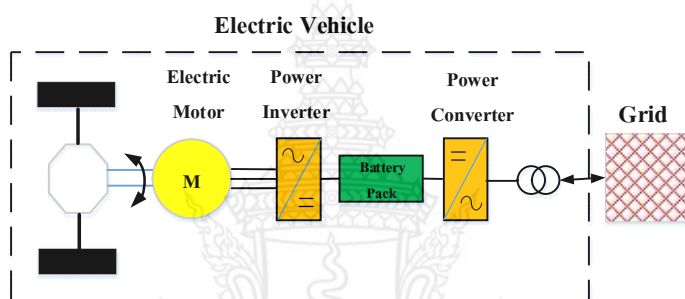 Electric Vehicle
Electric
Motor
Power
Inverter
Power
Converter
Grid
M
Battery
Pack